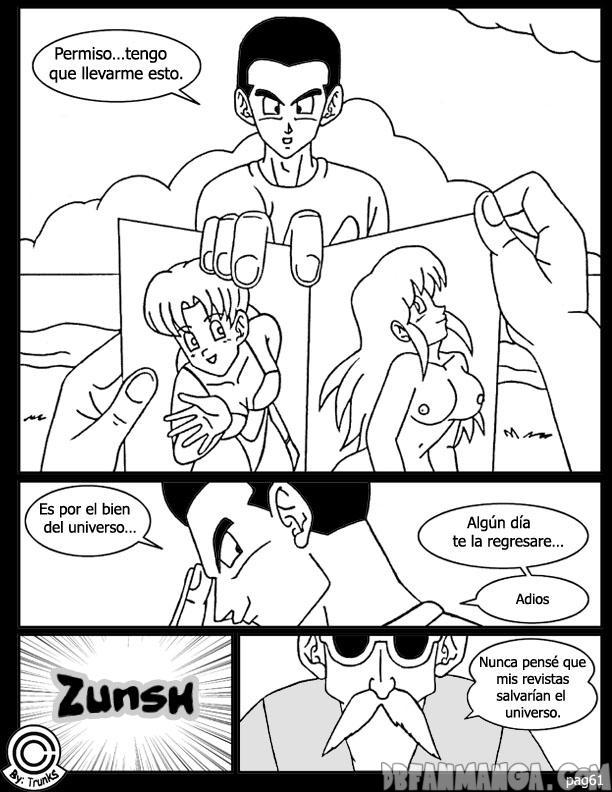 Permiso...tengo
que llevarme esto.
Es por el bien
del universo...
Algún día
te la regresare...
Adios
ZUNSH
Nunca pensé que
mis revistas
salvarían el
universo.
By: Trunks
DBFANMANGA.COM
pag61